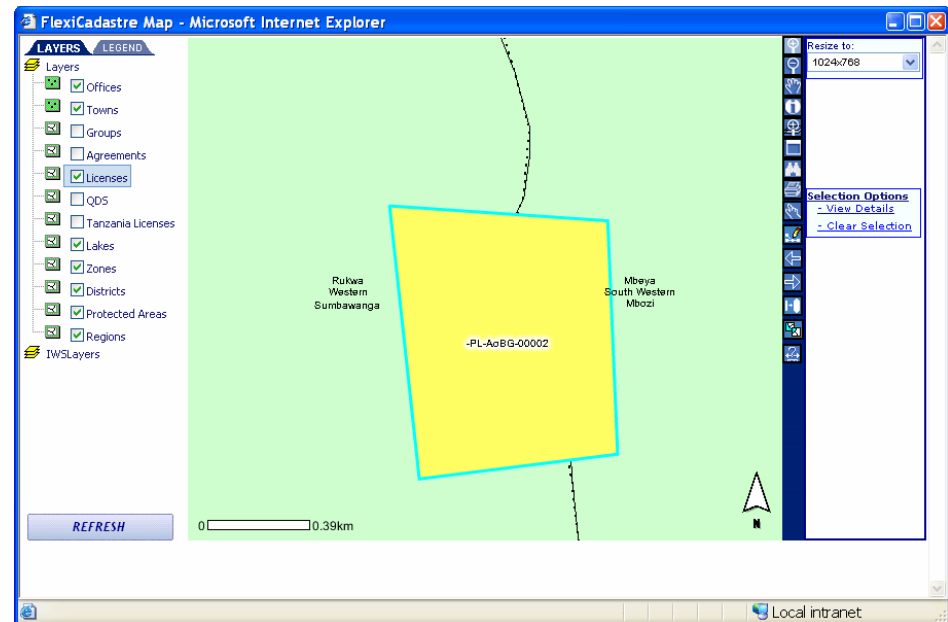 FlexiCadastre Map - Microsoft Internet Explorer
LAYERS LEGEND
Layers
Offices
Towns
Groups
Agreements
Licenses
QDS
Tanzania Licenses
Lakes
Zones
Districts
Protected Areas
Regions
IWSLayers
REFRESH
Rukwa
Western
Sumbawanga
Mbeya
South Western
Mbozi
-PL-AoBG-00002
0 0.39km
N
Resize to:
1024x768
Selection Options
- View Details
- Clear Selection
Local intranet